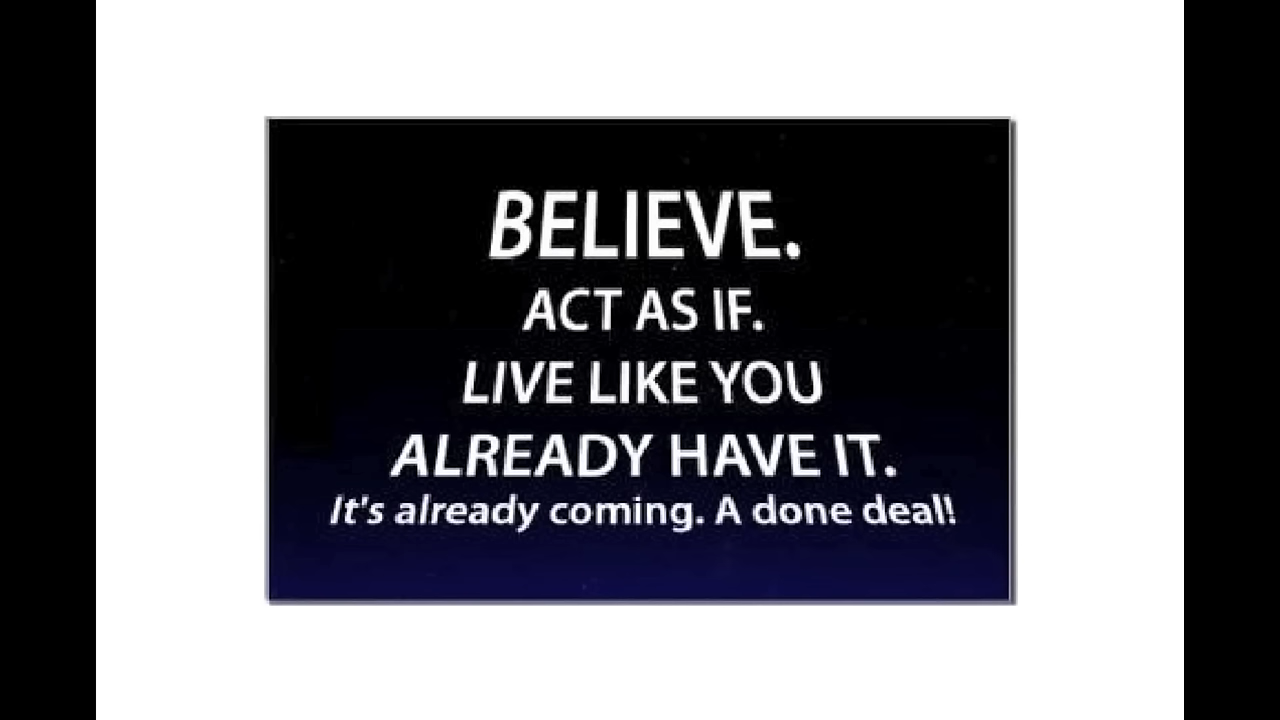 BELIEVE.
ACT AS IF.
LIVE LIKE YOU
ALREADY HAVE IT.
It's already coming. A done deal!